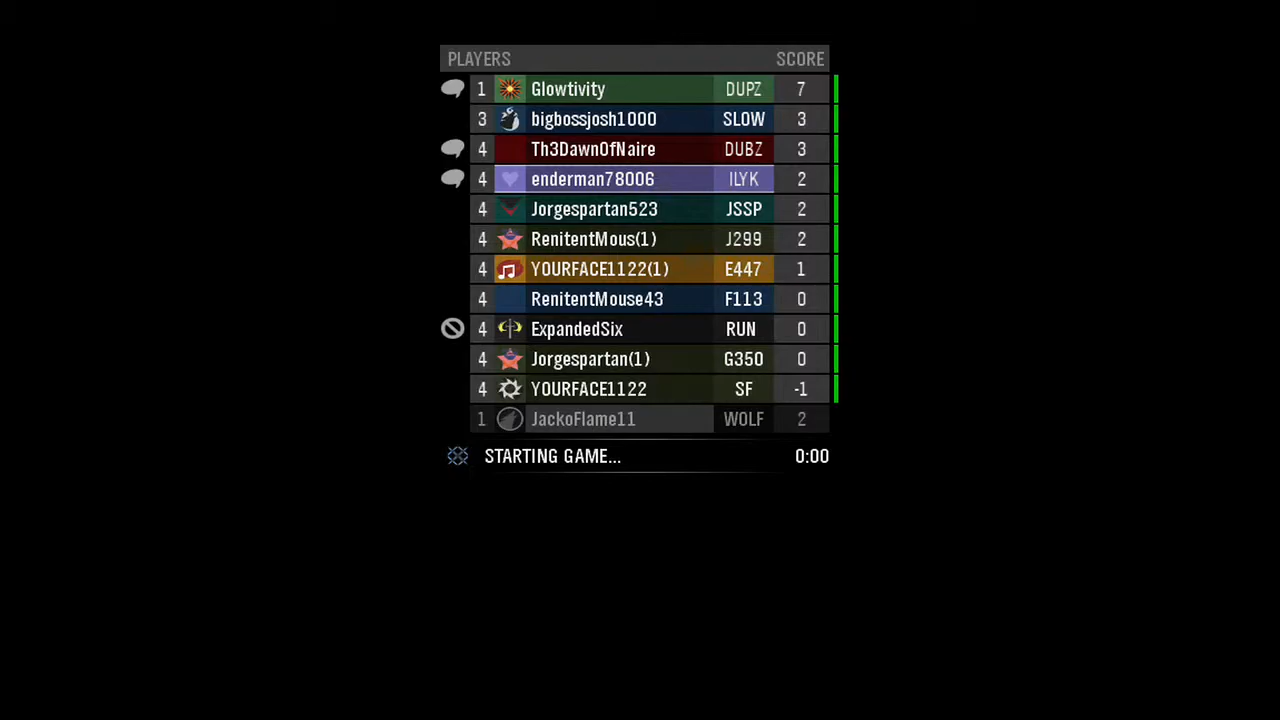 PLAYERS SCORE
1 Glowtivity DUPZ 7
3 bigbossjosh1000 SLOW 3
4 Th3DawnOfNaire DUBZ 3
4 enderman78006 ILYK 2
4 Jorgespartan523 JSSP 2
4 RenitentMous(1) J299 2
4 YOURFACE1122(1) E447 1
4 RenitentMouse43 F113 0
4 ExpandedSix RUN 0
4 Jorgespartan(1) G350 0
4 YOURFACE1122 SF -1
1 JackoFlame11 WOLF 2
STARTING GAME... 0:00